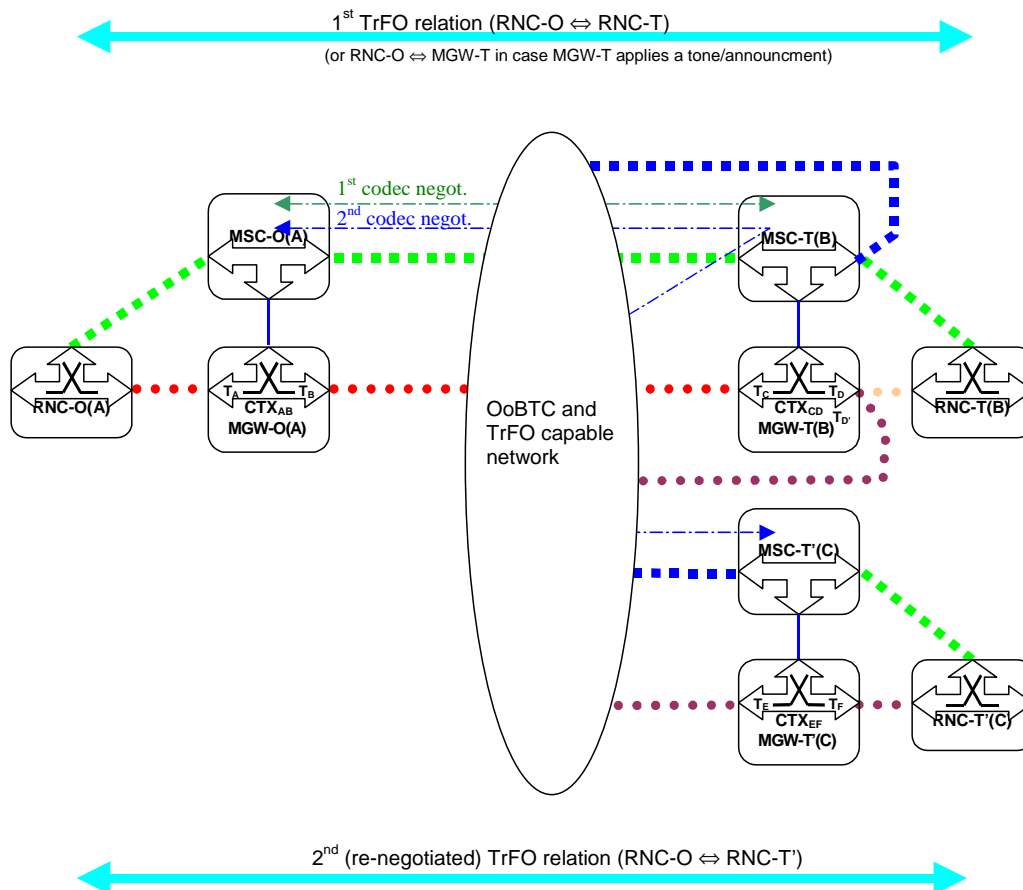 1st TrFO relation (RNC-O ⇔ RNC-T)
(or RNC-O ⇔ MGW-T in case MGW-T applies a tone/announcment)
1st codec negot.
2nd codec negot.
MSC-O(A)
MSC-T(B)
RNC-O(A)
TA TB
CTXAB
MGW-O(A)
OoBTC and
TrFO capable
network
TC TD
CTXCD TD'
MGW-T(B)
RNC-T(B)
MSC-T’(C)
TE TF
CTXEF
MGW-T’(C)
RNC-T’(C)
2nd (re-negotiated) TrFO relation (RNC-O ⇔ RNC-T’)